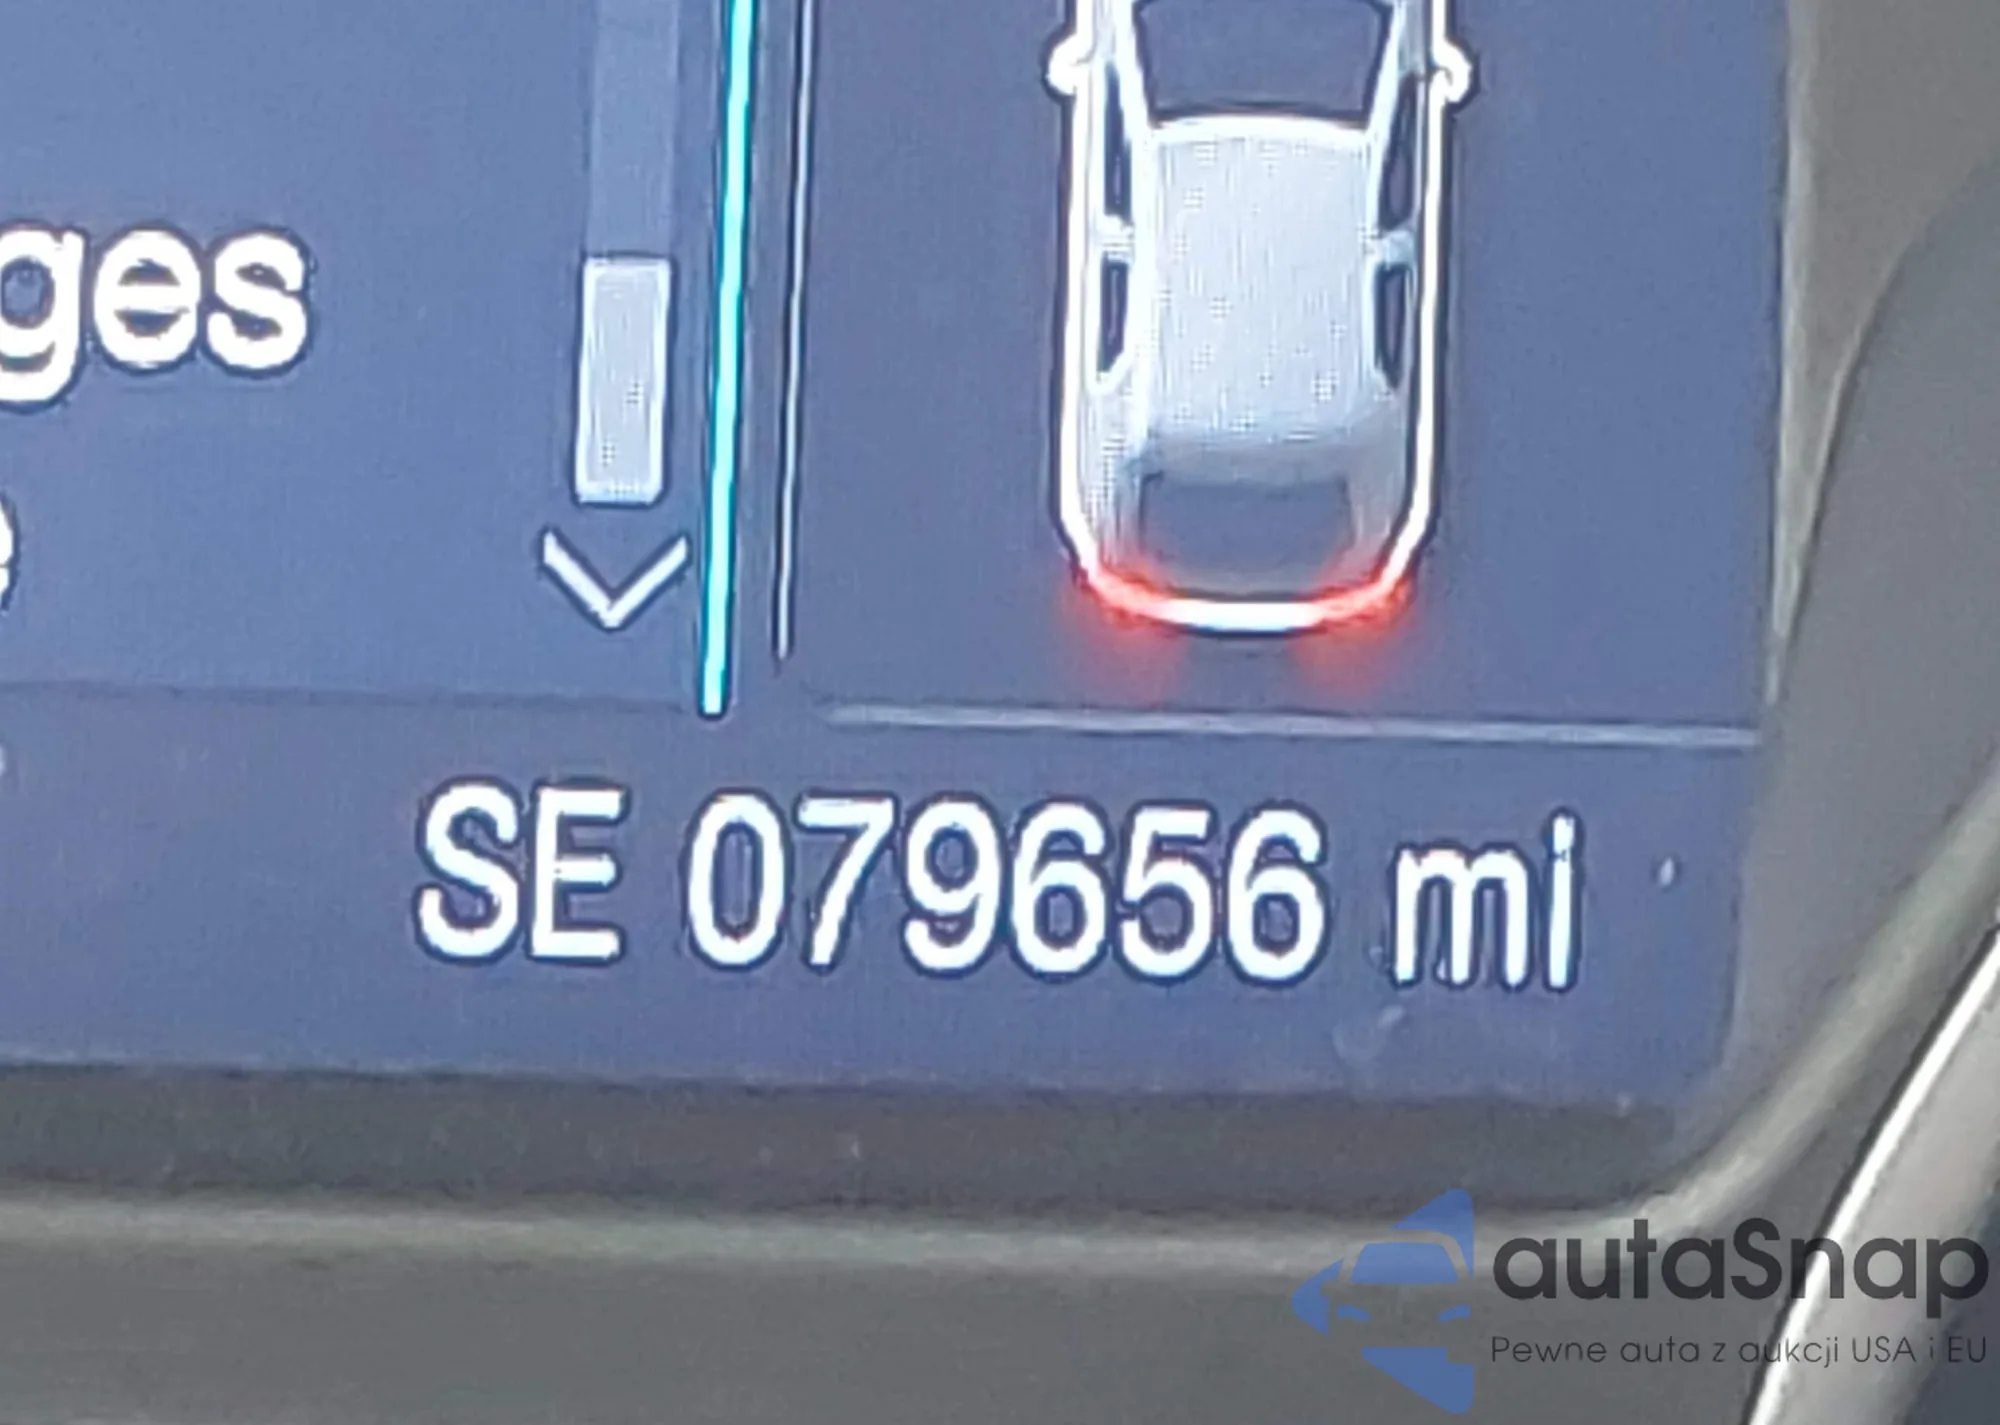 ges
e
SE 079656 mi
autaSnap
Pewne auta z aukcji USA i EU